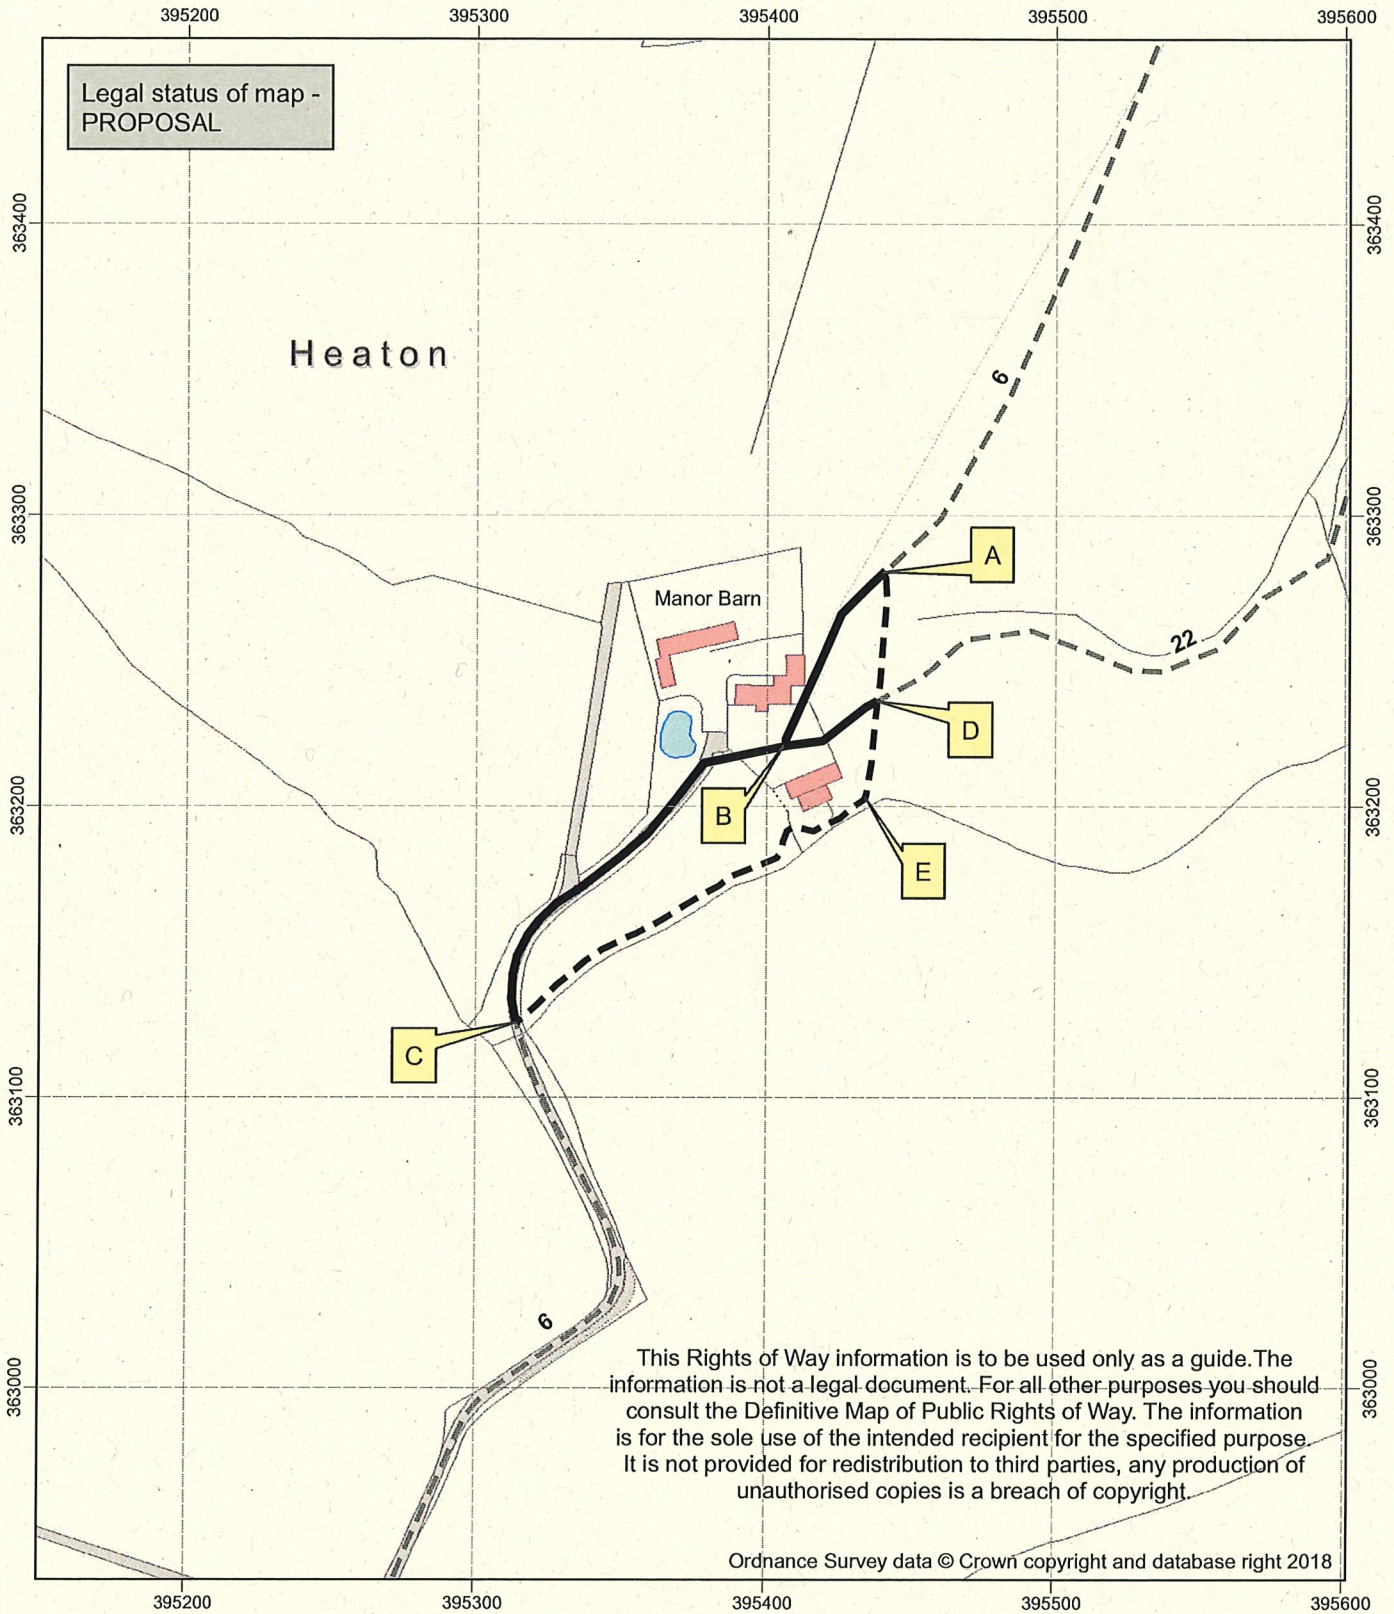 395200 395300 395400 395500 395600
Legal status of map -
PROPOSAL
363400 363400
Heaton
6
363300 363300
A
Manor Barn
22
D
363200 363200
B
E
C
363100 363100
6
This Rights of Way information is to be used only as a guide.The
363000 information is not a legal document. For all other purposes you should 363000
consult the Definitive Map of Public Rights of Way. The information
is for the sole use of the intended recipient for the specified purpose.
It is not provided for redistribution to third parties, any production of
unauthorised copies is a breach of copyright.
Ordnance Survey data © Crown copyright and database right 2018
395200 395300 395400 395500 395600